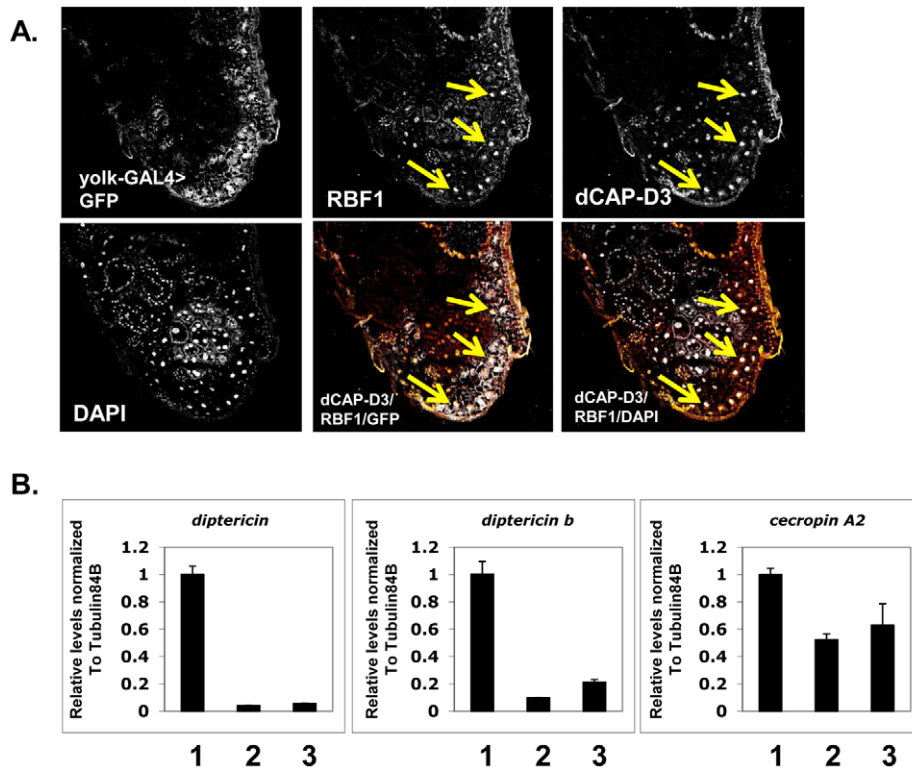 A.
yolk-GAL4>
GFP
RBF1
dCAP-D3
DAPI
dCAP-D3/
RBF1/GFP
dCAP-D3/
RBF1/DAPI
B.
diptericin
Relative levels normalized
To Tubulin84B
1.2
1
0.8
0.6
0.4
0.2
0
1 2 3
diptericin b
Relative levels normalized
To Tubulin84B
1.2
1
0.8
0.6
0.4
0.2
0
1 2 3
cecropin A2
Relative levels normalized
To Tubulin84B
1.2
1
0.8
0.6
0.4
0.2
0
1 2 3